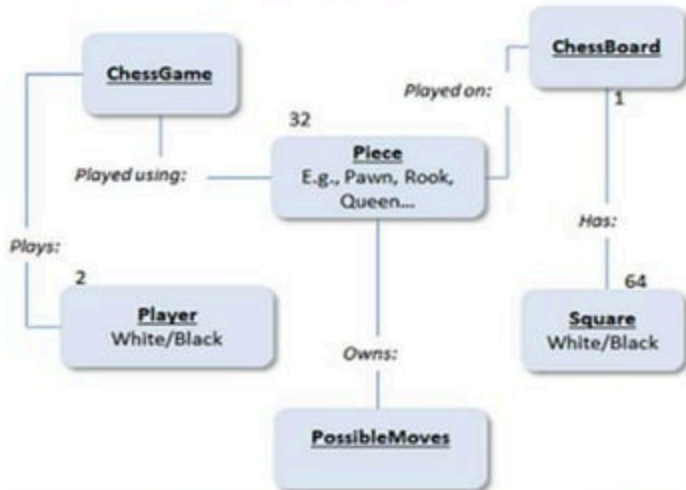 ChessGame
ChessBoard
Played on:
1
32
Piece
E.g., Pawn, Rook,
Queen...
Played using:
Has:
Plays:
2
64
Player
White/Black
Square
White/Black
Owns:
PossibleMoves